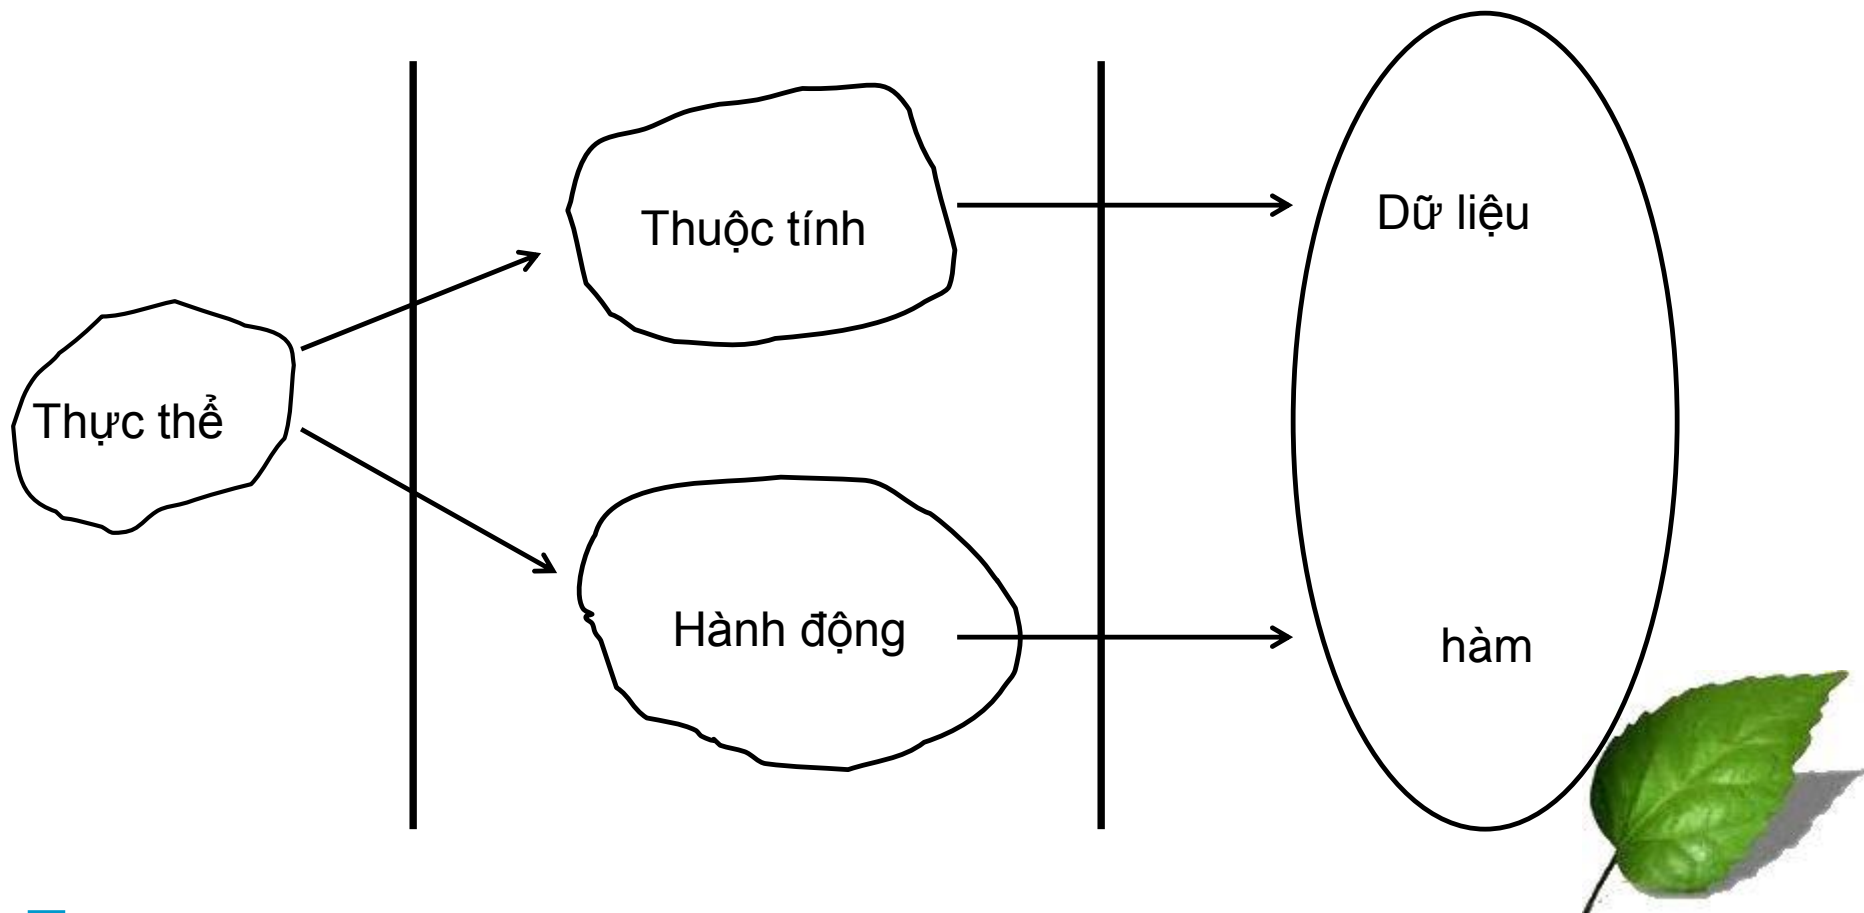 Thuộc tính
Dữ liệu
Thực thể
Hành động
hàm